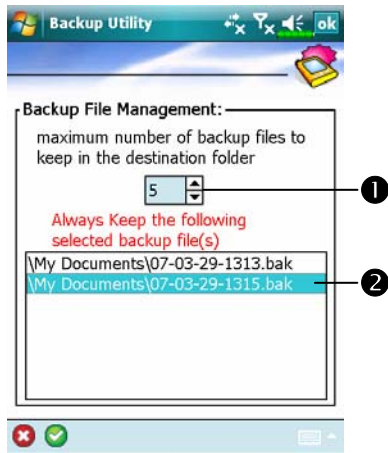 Backup Utility
ok
Backup File Management:
maximum number of backup files to
keep in the destination folder
5
1
Always Keep the following
selected backup file(s)
\My Documents\07-03-29-1313.bak
\My Documents\07-03-29-1315.bak
2